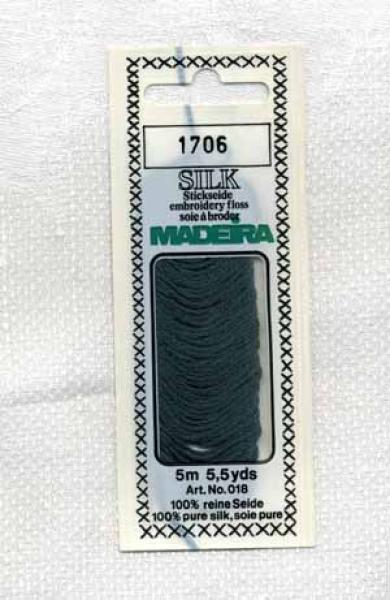 1706
SILK
Stickseide
embroidery floss
soie à broder
MADEIRA
5m 5,5yds
Art. No. 018
100% reine Seide
100% pure silk, soie pure